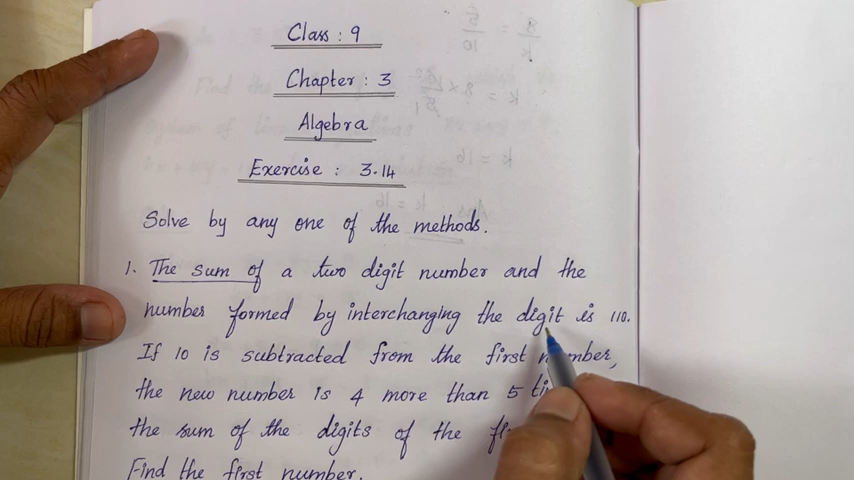 Class : 9
Chapter : 3
Algebra
Exercise : 3.14
Solve by any one of the methods.
1. The sum of a two digit number and the
number formed by interchanging the digit is 110.
If 10 is subtracted from the first number,
the new number is 4 more than 5
the sum of the digits of the
Find the first number.